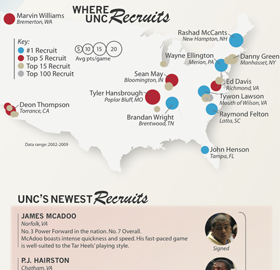 WHERE
UNC Recruits
Marvin Williams
Bremerton, WA
Rashad McCants
New Hampton, NH
Key:
#1 Recruit
Top 5 Recruit
Top 15 Recruit
Top 100 Recruit
5 10 15 20
Avg pts/game
Wayne Ellington
Merion, PA
Danny Green
Manhasset, NY
Sean May
Bloomington, IN
Ed Davis
Richmond, VA
Tyler Hansbrough
Poplar Bluff, MO
Tywon Lawson
Mouth of Wilson, VA
Deon Thompson
Torrance, CA
Brandan Wright
Brentwood, TN
Raymond Felton
Latta, SC
Data range: 2002-2009
John Henson
Tampa, FL
UNC'S NEWEST Recruits
JAMES MCADOO
Norfolk, VA
No. 3 Power Forward in the nation. No. 7 Overall.
McAdoo boasts intense quickness and speed. His fast-paced game
is well-suited to the Tar Heels' playing style.
Signed
P.J. HAIRSTON
Chatham, VA